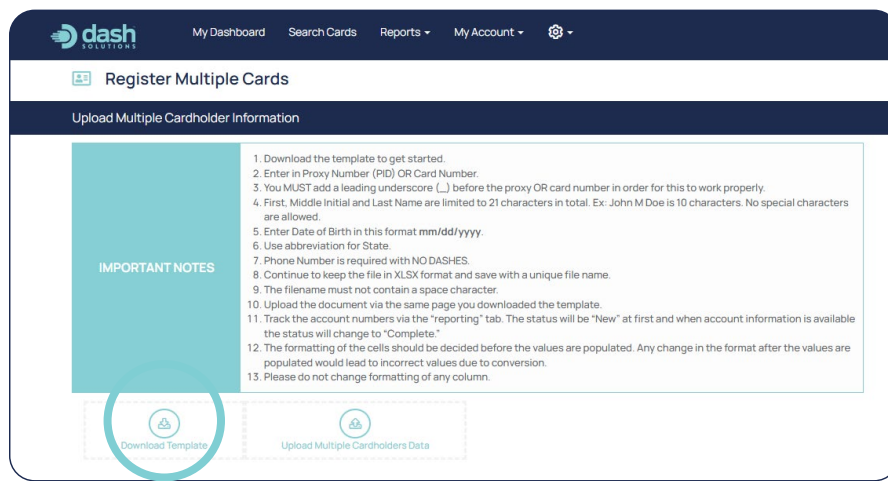 dash
SOLUTIONS
My Dashboard Search Cards Reports My Account
Register Multiple Cards
Upload Multiple Cardholder Information
IMPORTANT NOTES
1. Download the template to get started.
2. Enter in Proxy Number (PID) OR Card Number.
3. You MUST add a leading underscore (_) before the proxy OR card number in order for this to work properly.
4. First, Middle Initial and Last Name are limited to 21 characters in total. Ex: John M Doe is 10 characters. No special characters
are allowed.
5. Enter Date of Birth in this format mm/dd/yyyy.
6. Use abbreviation for State.
7. Phone Number is required with NO DASHES.
8. Continue to keep the file in XLSX format and save with a unique file name.
9. The filename must not contain a space character.
10. Upload the document via the same page you downloaded the template.
11. Track the account numbers via the “reporting” tab. The status will be “New” at first and when account information is available
the status will change to “Complete.”
12. The formatting of the cells should be decided before the values are populated. Any change in the format after the values are
populated would lead to incorrect values due to conversion.
13. Please do not change formatting of any column.
Download Template Upload Multiple Cardholders Data